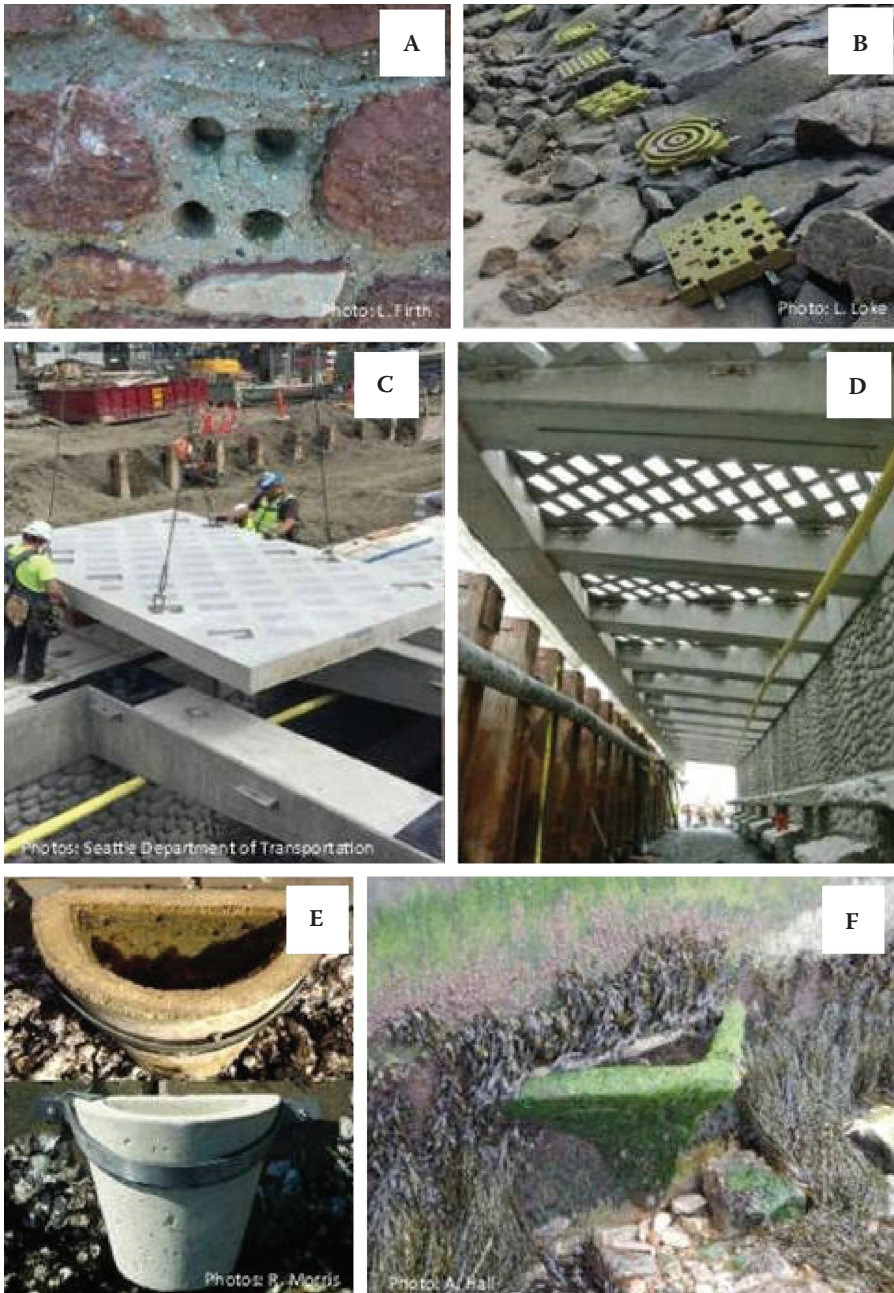 A
Photo: L. Firth
B
Photo: L. Loke
C
Photos: Seattle Department of Transportation
D
E
Photos: R. Morris
F
Photo: A. Hall